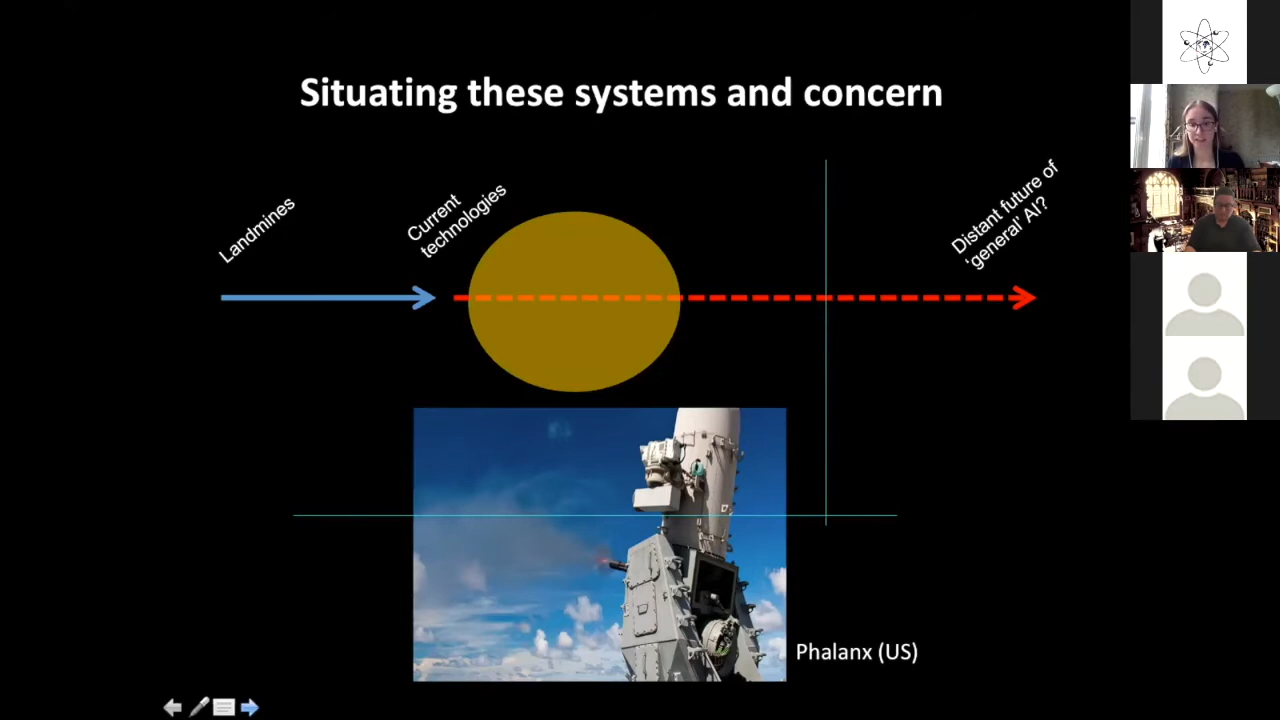 Situating these systems and concern
Landmines
Current
technologies
Distant future of
‘general’ AI?
Phalanx (US)